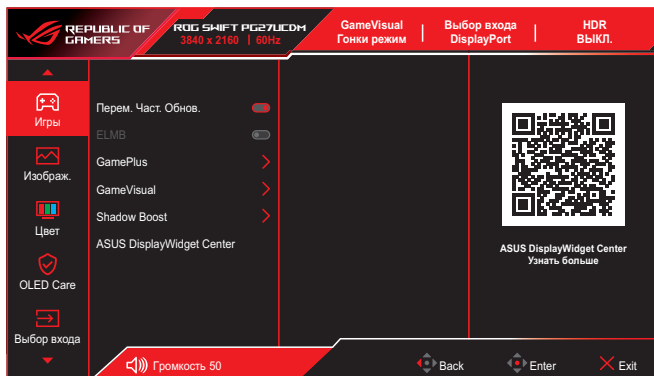 REPUBLIC OF
GAMERS
ROG SWIFT PG27UCDM
3840 x 2160 | 60Hz
GameVisual
Гонки режим
Выбор входа
DisplayPort
HDR
ВЫКЛ.
Игры
Изображ.
Цвет
OLED Care
Выбор входа
Перем. Част. Обнов.
ELMB
GamePlus
GameVisual
Shadow Boost
ASUS DisplayWidget Center
ASUS DisplayWidget Center
Узнать больше
Громкость 50
Back
Enter
Exit